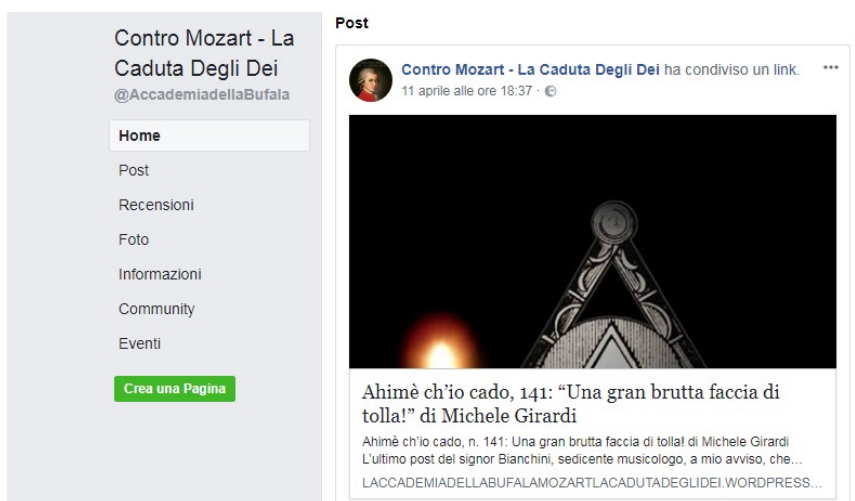 Contro Mozart - La
Caduta Degli Dei
@AccademiadellaBufala
Home
Post
Recensioni
Foto
Informazioni
Community
Eventi
Crea una Pagina
Post
Contro Mozart - La Caduta Degli Dei ha condiviso un link.
11 aprile alle ore 18:37 ·
Ahimè ch'io cado, 141: “Una gran brutta faccia di
tolla!” di Michele Girardi
Ahimè ch'io cado, n. 141: Una gran brutta faccia di tolla! di Michele Girardi
L'ultimo post del signor Bianchini, sedicente musicologo, a mio avviso, che...
LACCADEMIADELLABUFALAMOZARTLACADUTADEGLIDEI.WORDPRESS...